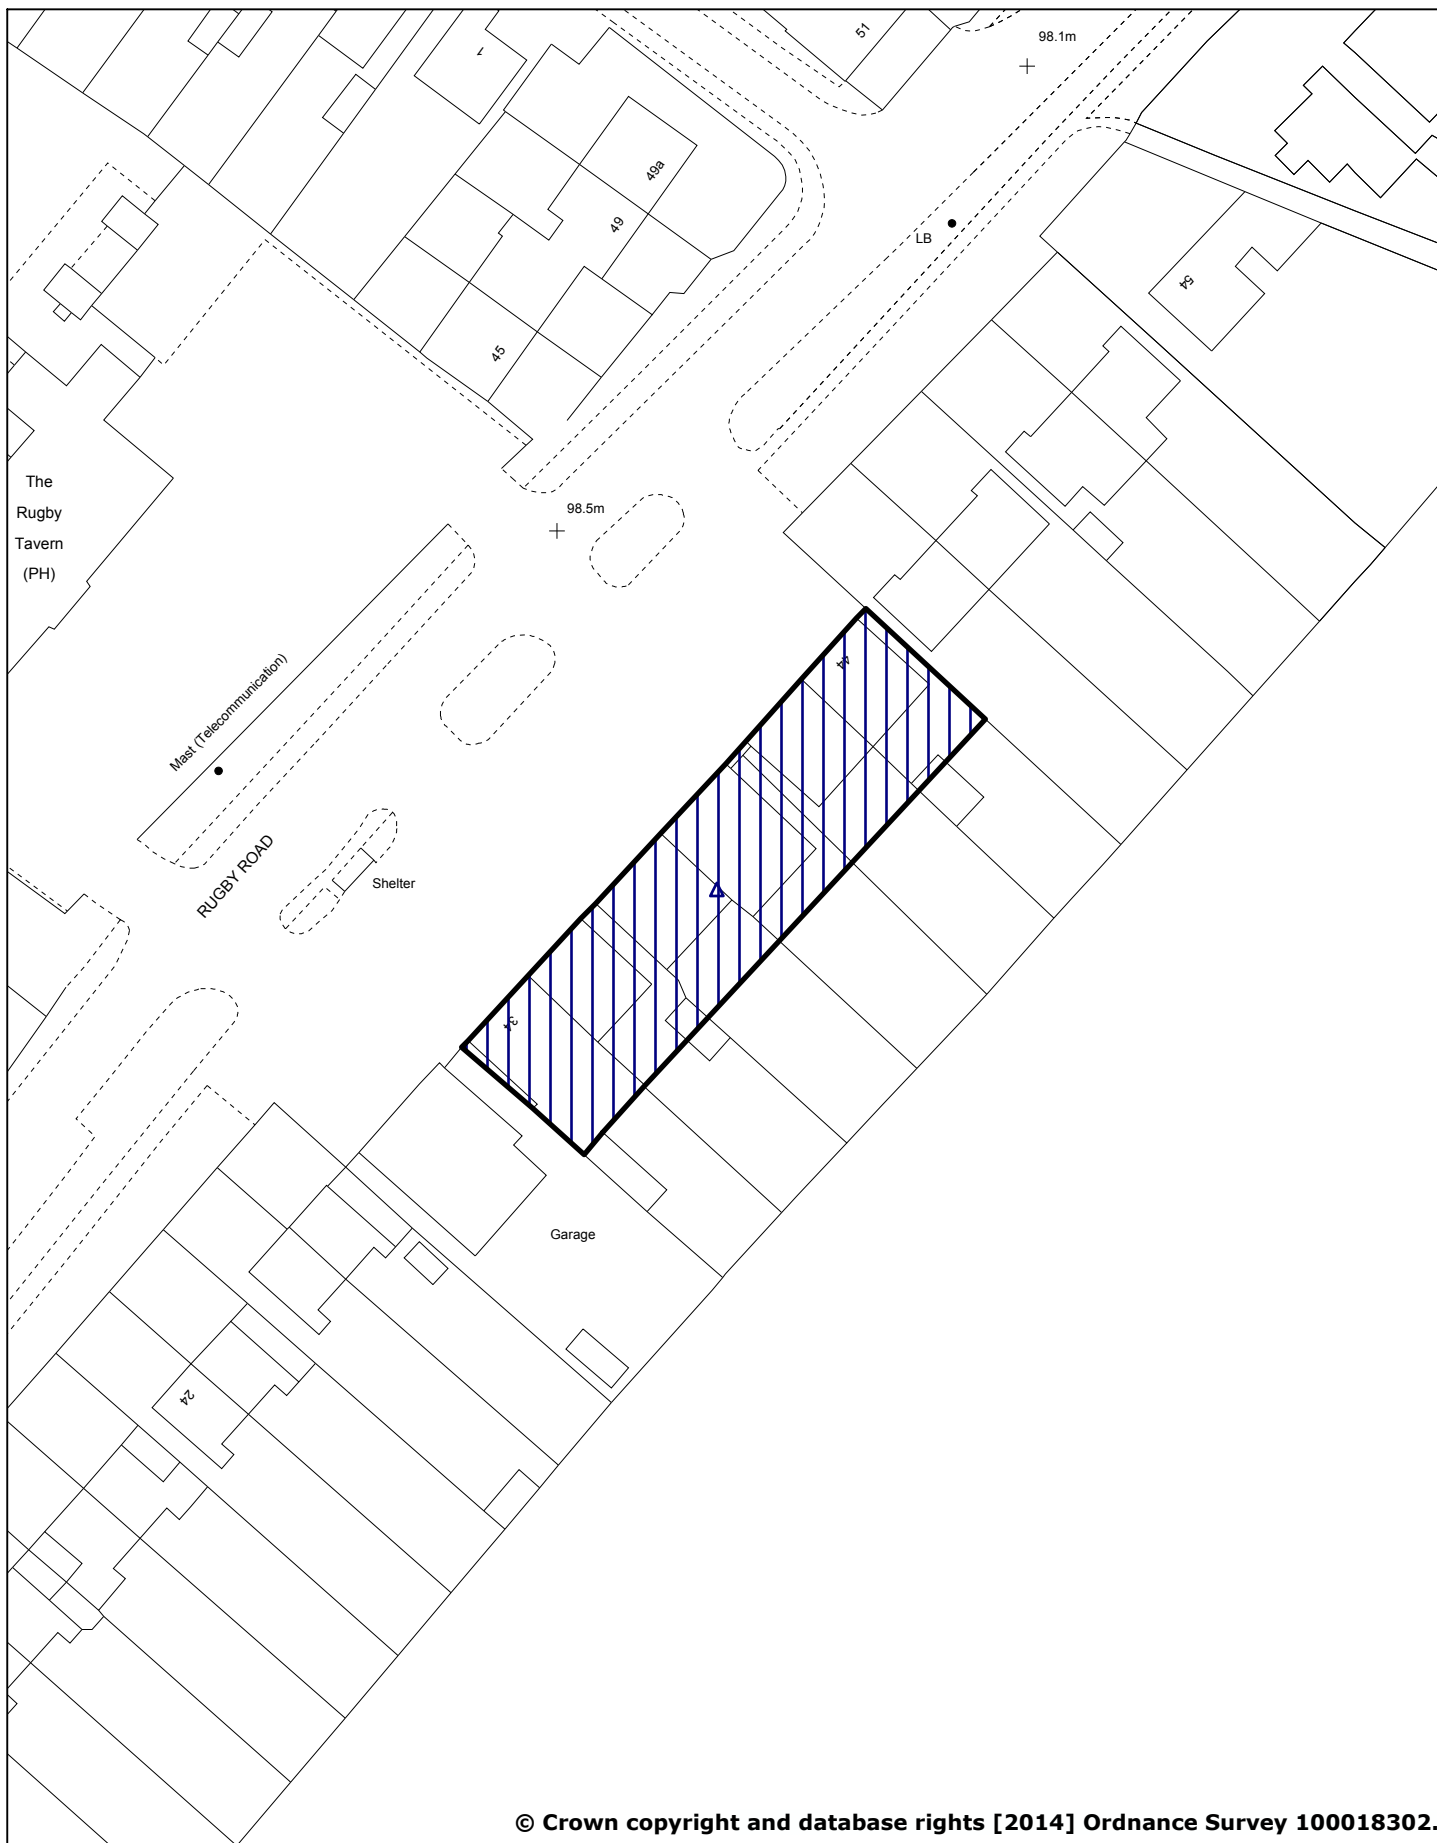 51
98.1m
1
49a
49
LB
54
45
The
Rugby
Tavern
(PH)
98.5m
44
Mast (Telecommunication)
RUGBY ROAD
Shelter
34
Garage
24
© Crown copyright and database rights [2014] Ordnance Survey 100018302.